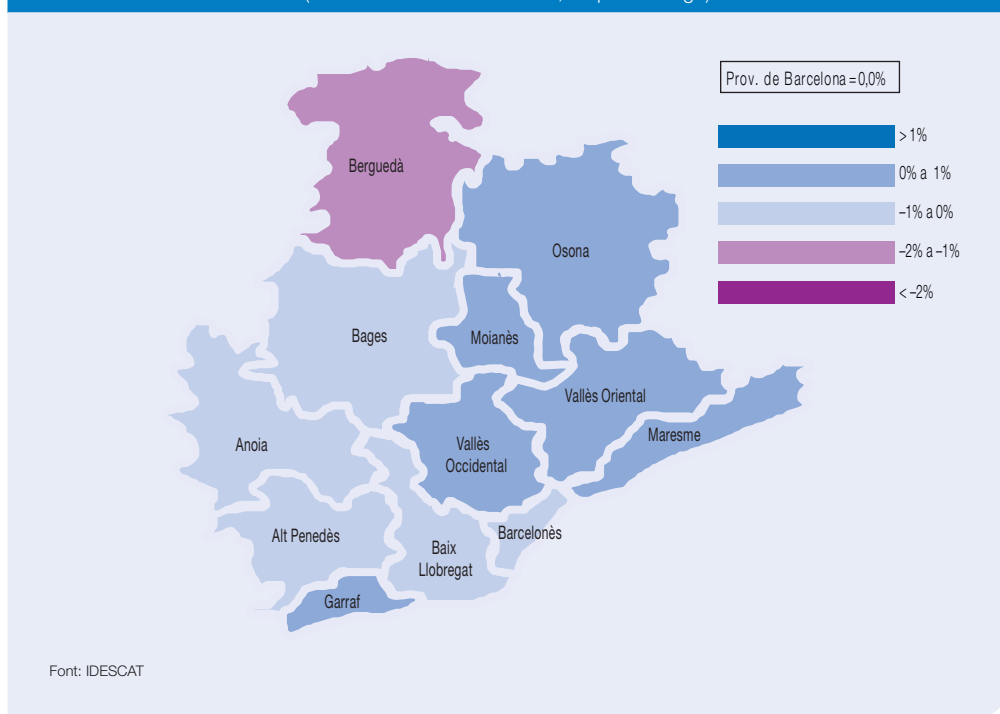 Prov. de Barcelona = 0,0%
> 1%
0% a 1%
–1% a 0%
–2% a –1%
< –2%
Berguedà
Osona
Bages
Moianès
Vallès Oriental
Maresme
Anoia
Vallès
Occidental
Alt Penedès
Barcelonès
Baix
Llobregat
Garraf
Font: IDESCAT